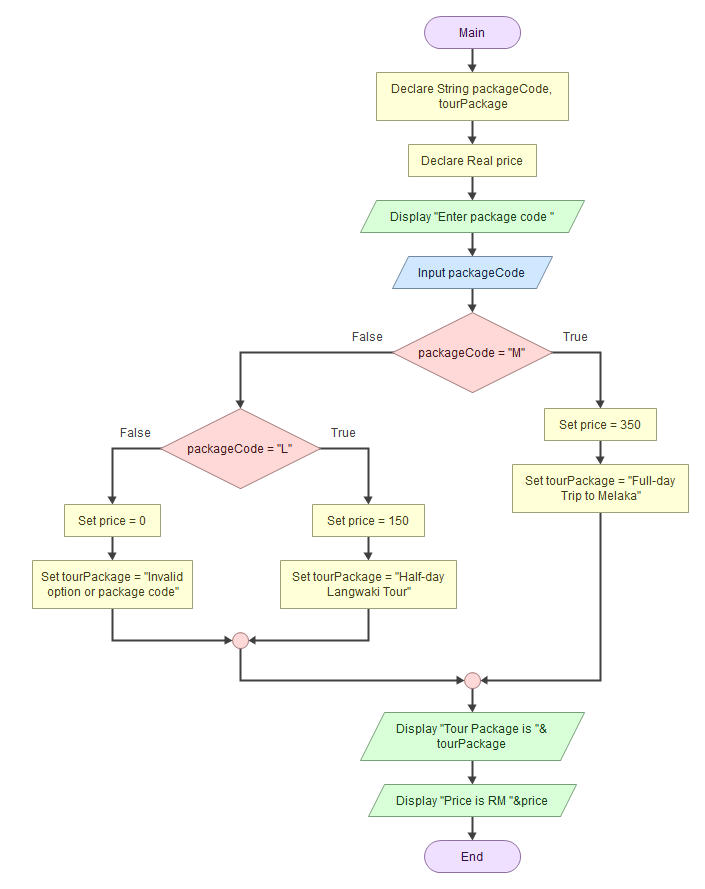 Main
Declare String packageCode,
tourPackage
Declare Real price
Display "Enter package code "
Input packageCode
False
True
packageCode = "M"
False
True
packageCode = "L"
Set price = 350
Set tourPackage = "Full-day
Trip to Melaka"
Set price = 0
Set price = 150
Set tourPackage = "Invalid
option or package code"
Set tourPackage = "Half-day
Langwaki Tour"
Display "Tour Package is "&
tourPackage
Display "Price is RM "&price
End